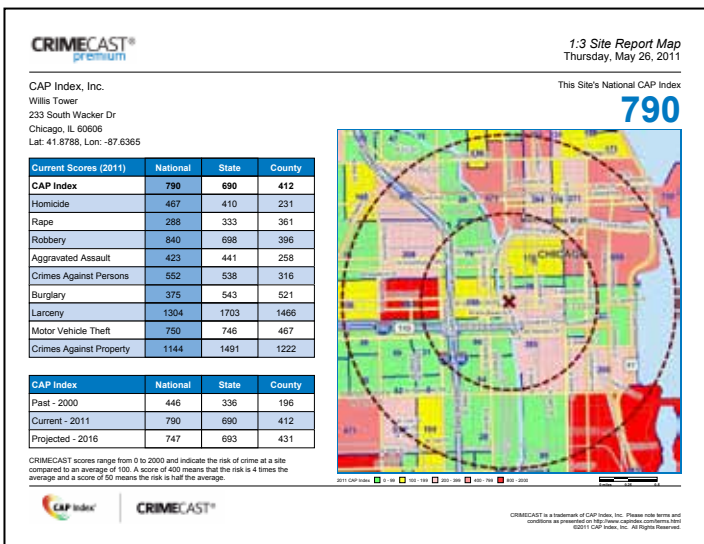 CRIMECAST®
premium
1:3 Site Report Map
Thursday, May 26, 2011
CAP Index, Inc.
Willis Tower
233 South Wacker Dr
Chicago, IL 60606
Lat: 41.8788, Lon: -87.6365
This Site's National CAP Index
790
Current Scores (2011) National State County
CAP Index 790 690 412
Homicide 467 410 231
Rape 288 333 361
Robbery 840 698 396
Aggravated Assault 423 441 258
Crimes Against Persons 552 538 316
Burglary 375 543 521
Larceny 1304 1703 1466
Motor Vehicle Theft 750 746 467
Crimes Against Property 1144 1491 1222
CAP Index National State County
Past - 2000 446 336 196
Current - 2011 790 690 412
Projected - 2016 747 693 431
CRIMECAST scores range from 0 to 2000 and indicate the risk of crime at a site
compared to an average of 100. A score of 400 means that the risk is 4 times the
average and a score of 50 means the risk is half the average.
CHICAGO
2011 CAP Index 0 - 99 100 - 199 200 - 399 400 - 799 800 - 2000
CAP Index®
CRIMECAST®
CRIMECAST is a trademark of CAP Index, Inc. Please note terms and
conditions as presented on http://www.capindex.com/terms.html
©2011 CAP Index, Inc. All Rights Reserved.